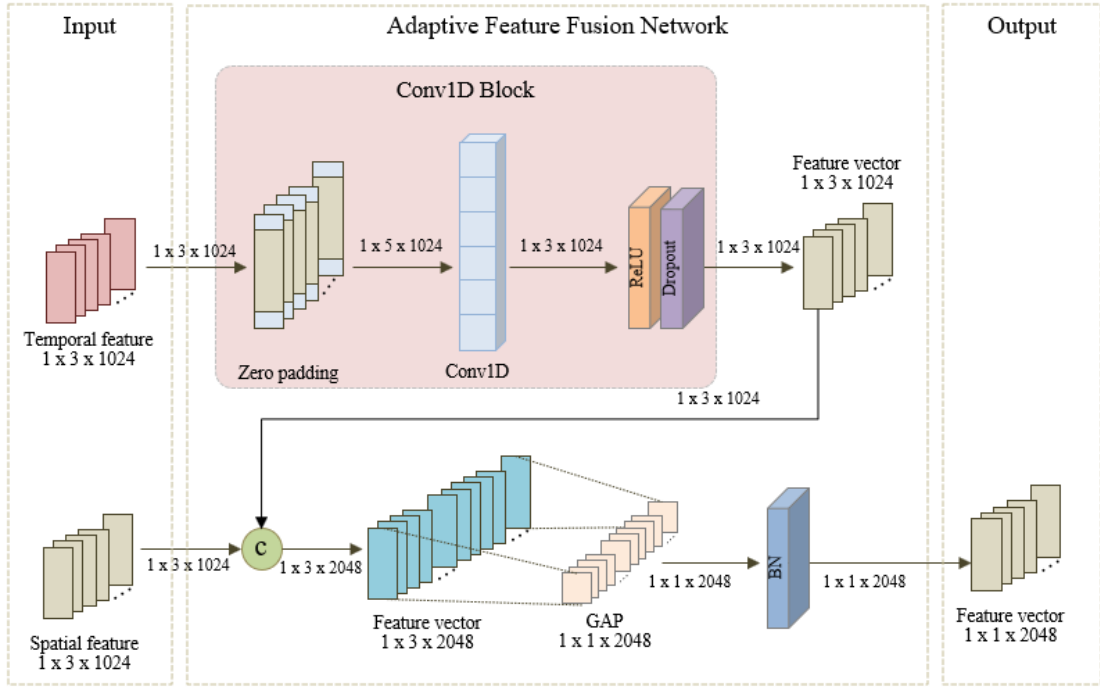 Input
Adaptive Feature Fusion Network
Output
Conv1D Block
Feature vector
1 x 3 x 1024
1 x 3 x 1024
1 x 5 x 1024
1 x 3 x 1024
ReLU
Dropout
1 x 3 x 1024
Temporal feature
1 x 3 x 1024
Zero padding
Conv1D
1 x 3 x 1024
C
1 x 3 x 1024
1 x 3 x 2048
1 x 1 x 2048
BN
1 x 1 x 2048
Spatial feature
1 x 3 x 1024
Feature vector
1 x 3 x 2048
GAP
1 x 1 x 2048
Feature vector
1 x 1 x 2048